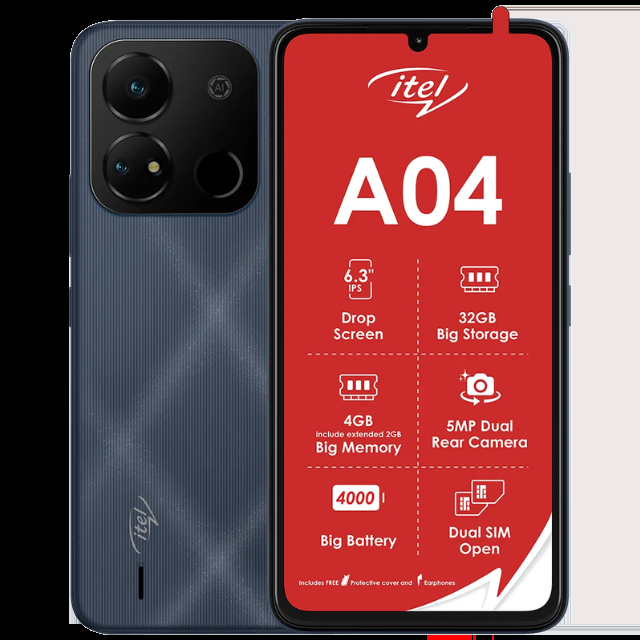 AI
itel
itel
A04
6.3"
IPS
Drop
Screen
32GB
Big Storage
4GB
include extended 2GB
Big Memory
5MP Dual
Rear Camera
4000
Big Battery
Dual SIM
Open
Includes FREE Protective cover and Earphones